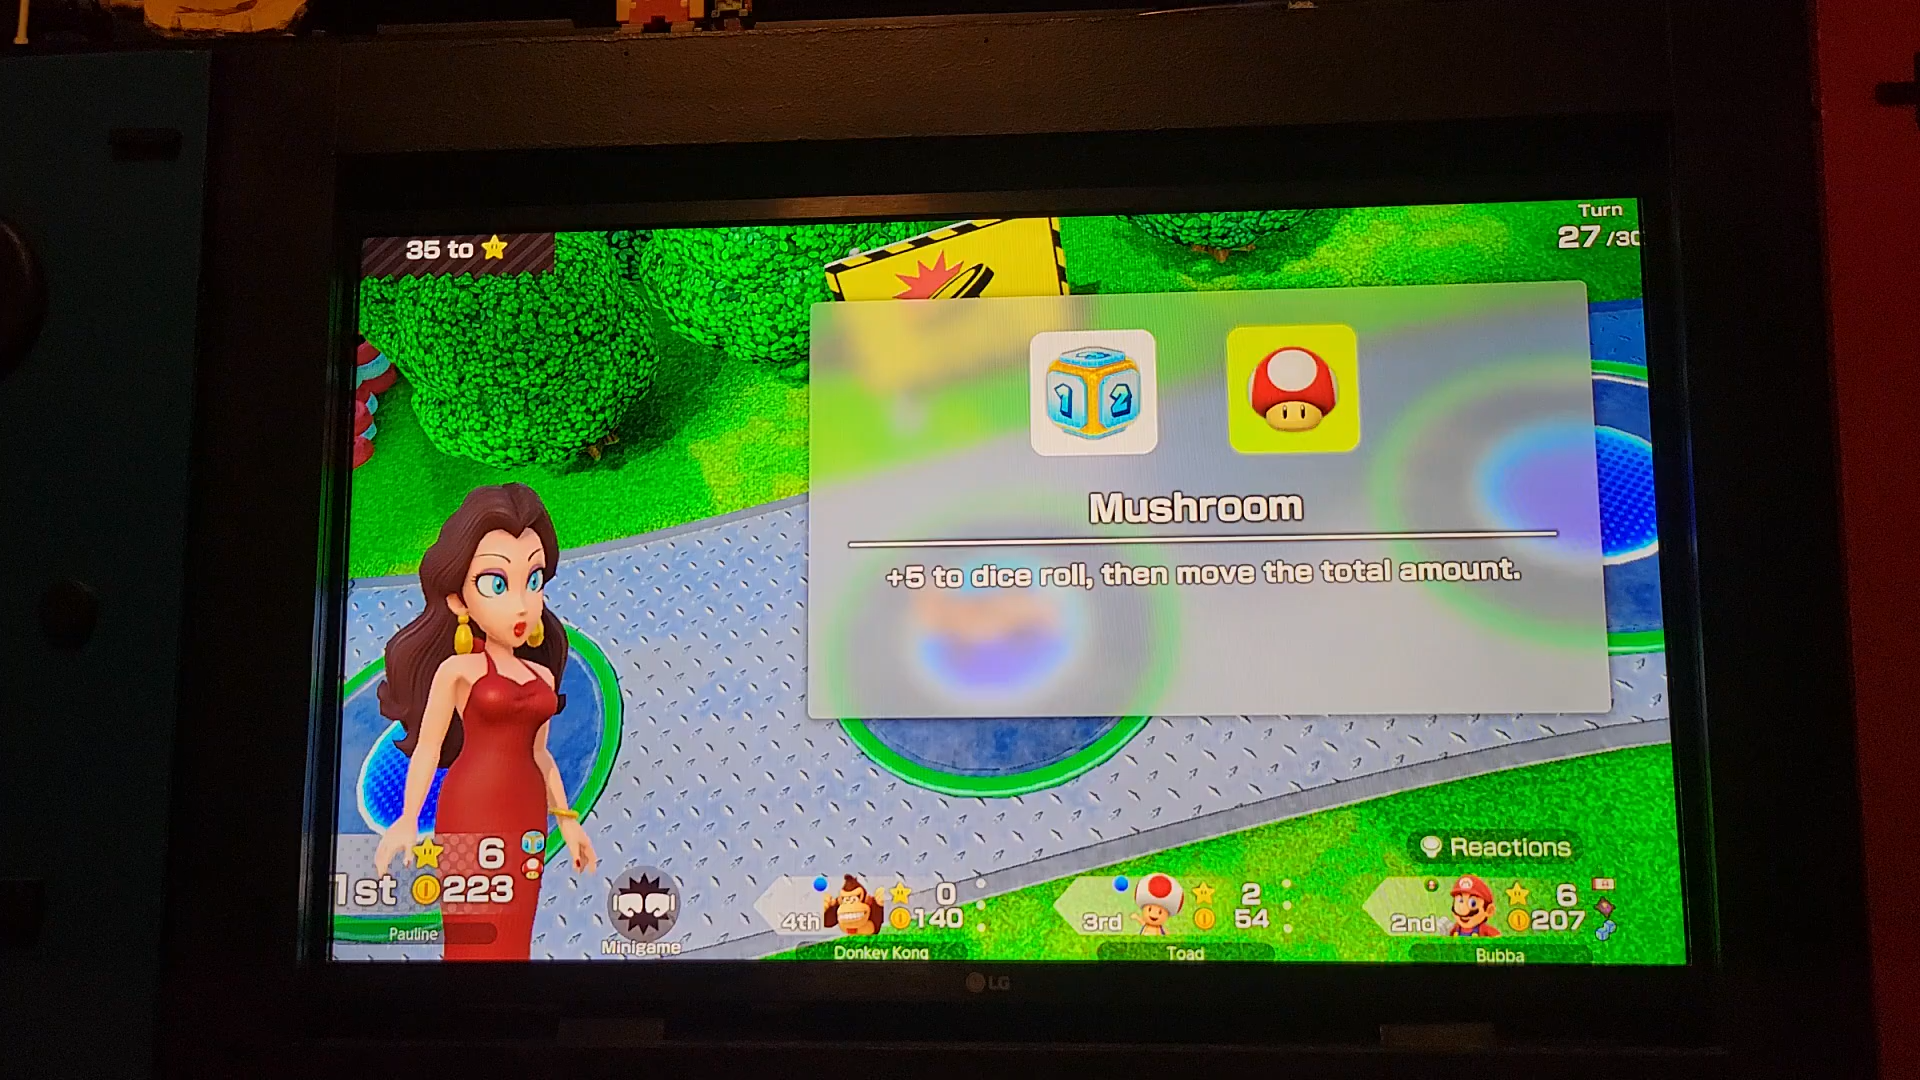 35 to
Turn
27/30
1 2
Mushroom
+5 to dice roll, then move the total amount.
Reactions
6
1st 223
Pauline
Minigame
0
4th 140
Donkey Kong
2
3rd 54
Toad
6
2nd 207
Bubba
LG